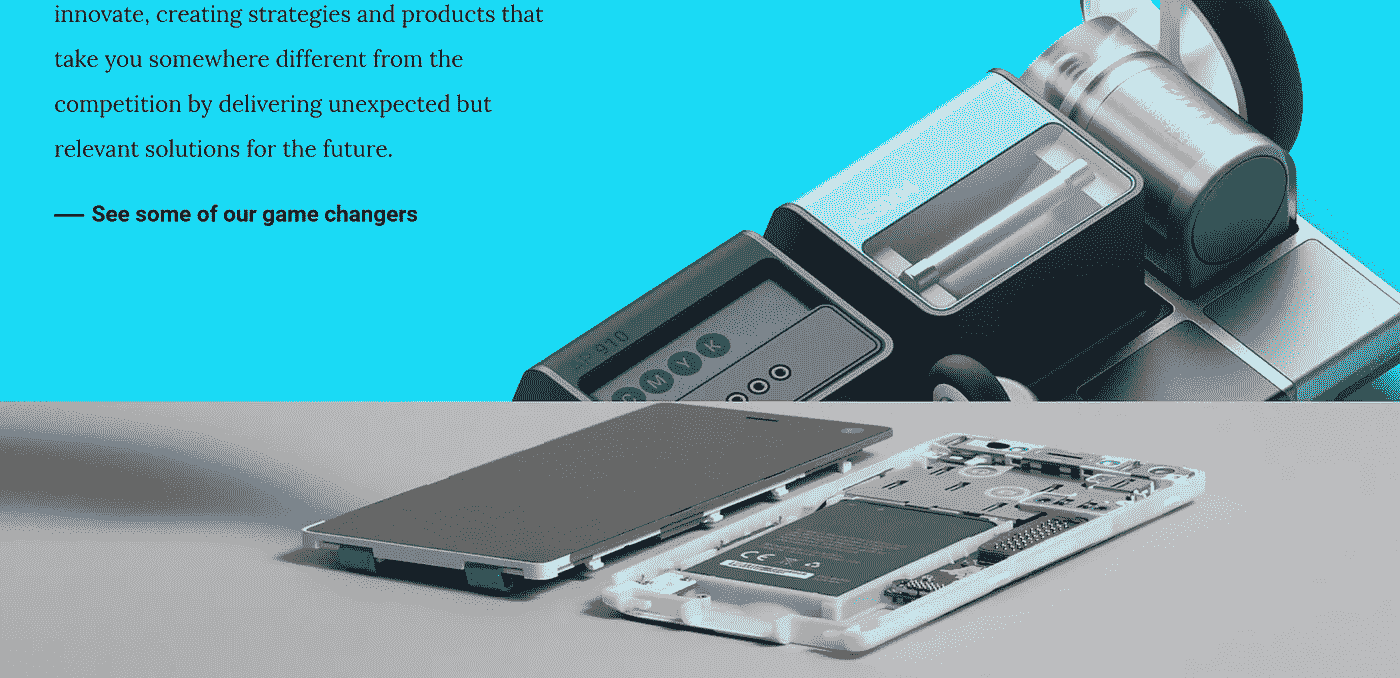 innovate, creating strategies and products that
take you somewhere different from the
competition by delivering unexpected but
relevant solutions for the future.
See some of our game changers
910
C M Y K
CE